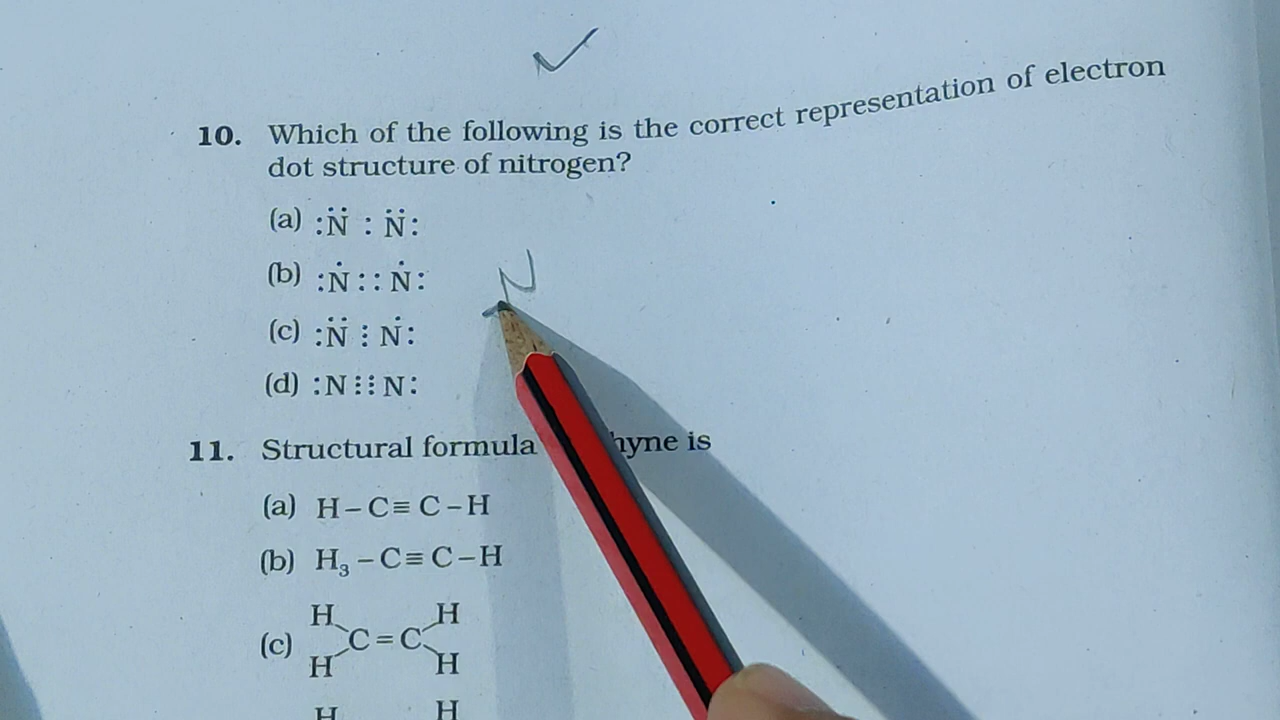 10. Which of the following is the correct representation of electron
dot structure of nitrogen?
(a) :N̈ : N̈:
(b) :Ṅ : : Ṅ:
(c) :N̈ ⋮ Ṅ:
(d) :N⋮⋮N:
N
11. Structural formula hyne is
(a) H – C ≡ C – H
(b) H₃ – C ≡ C – H
H H
(c) C = C
H H
H H